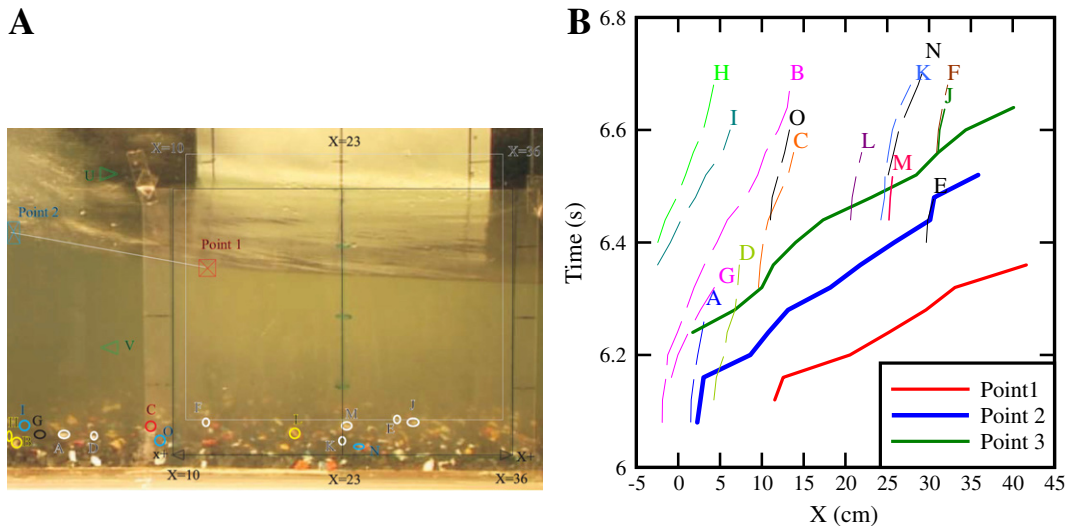 A
X=10
X=23
X=36
U
Point 2
Point 1
V
I
C
F
T
M
J
H
G
E
A
D
O
K
N
X+
X+
X=10
X=23
X=36
B
Time (s)
6.8
6.6
6.4
6.2
6
H
I
B
O
C
L
N
K
F
J
M
E
D
G
A
Point1
Point 2
Point 3
-5 0 5 10 15 20 25 30 35 40 45
X (cm)